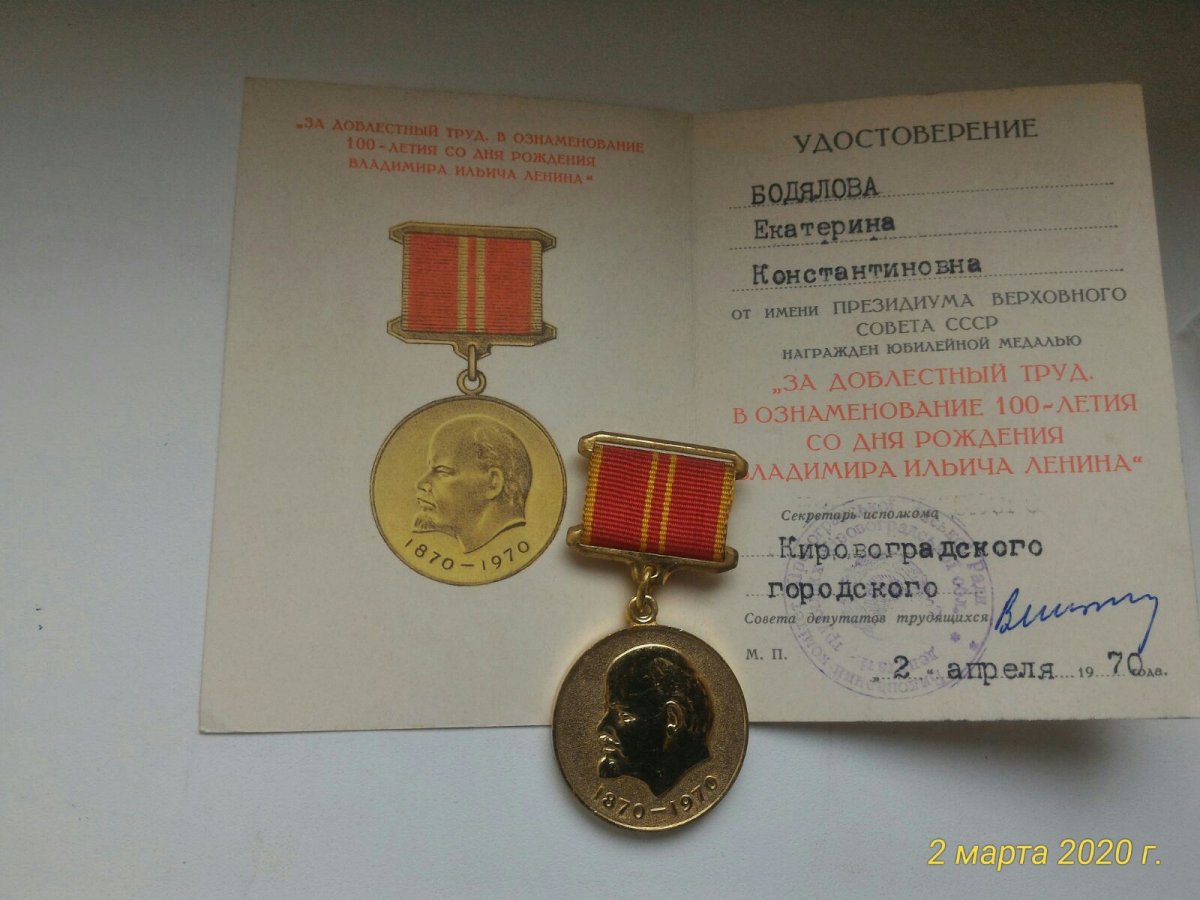 „ЗА ДОБЛЕСТНЫЙ ТРУД. В ОЗНАМЕНОВАНИЕ
100-ЛЕТИЯ СО ДНЯ РОЖДЕНИЯ
ВЛАДИМИРА ИЛЬИЧА ЛЕНИНА“
1870-1970
УДОСТОВЕРЕНИЕ
БОДЯЛОВА
Екатерина
Константиновна
ОТ ИМЕНИ ПРЕЗИДИУМА ВЕРХОВНОГО
СОВЕТА СССР
НАГРАЖДЕН ЮБИЛЕЙНОЙ МЕДАЛЬЮ
„ЗА ДОБЛЕСТНЫЙ ТРУД.
В ОЗНАМЕНОВАНИЕ 100-ЛЕТИЯ
СО ДНЯ РОЖДЕНИЯ
ВЛАДИМИРА ИЛЬИЧА ЛЕНИНА“
Секретарь исполкома
Кировоградского
городского
Совета депутатов трудящихся
М. П.
„2“ апреля 1970 года.
1870-1970
2 марта 2020 г.